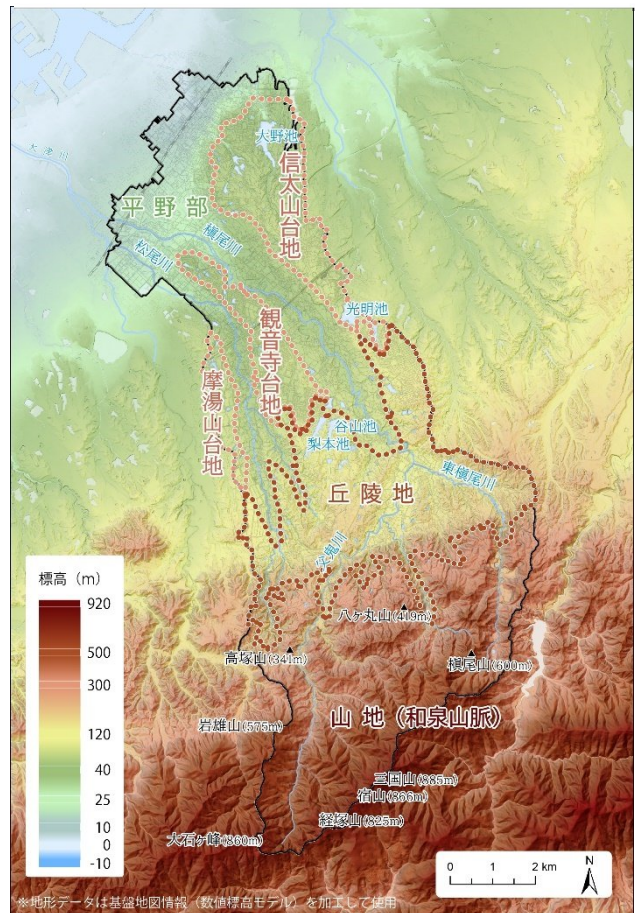 大津川
大野池
信太山台地
平野部
槇尾川
松尾川
光明池
観音寺台地
摩湯山台地
谷山池
梨本池
東槇尾川
丘陵地
父鬼川
標高（m）
920
500
300
120
40
25
10
0
-10
八ヶ丸山(419m)
高塚山(341m)
槇尾山(600m)
岩雄山(575m)
山地（和泉山脈）
三国山(885m)
宿山(856m)
経塚山(825m)
大石ヶ峰(860m)
0 1 2 km
N
※地形データは基盤地図情報（数値標高モデル）を加工して使用